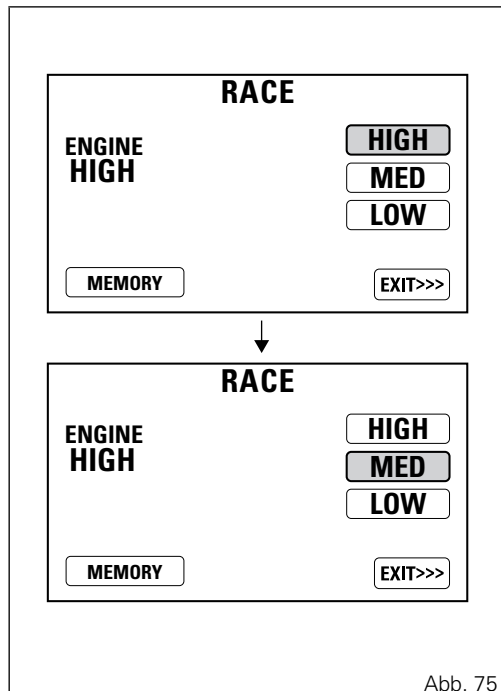 RACE
ENGINE
HIGH
HIGH
MED
LOW
MEMORY
EXIT>>>
RACE
ENGINE
HIGH
HIGH
MED
LOW
MEMORY
EXIT>>>
Abb. 75